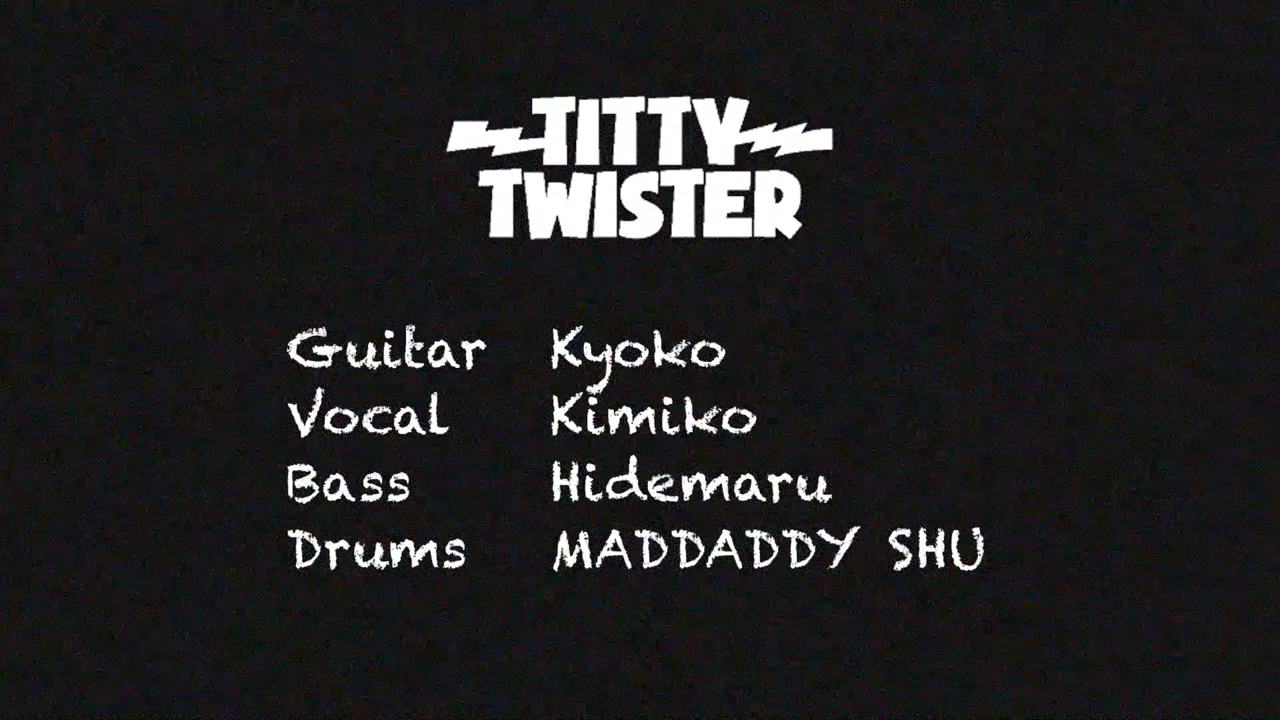 TITTY
TWISTER
Guitar Kyoko
Vocal Kimiko
Bass Hidemaru
Drums MADDADDY SHU